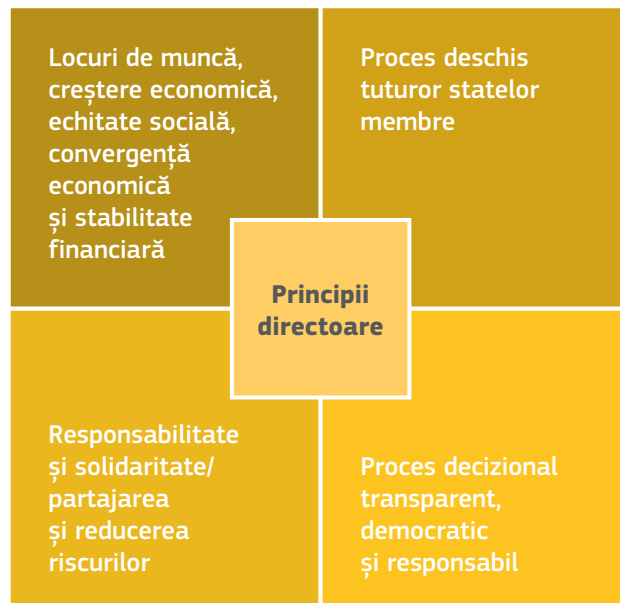 Locuri de muncă,
creștere economică,
echitate socială,
convergență
economică
și stabilitate
financiară
Proces deschis
tuturor statelor
membre
Principii
directoare
Responsabilitate
și solidaritate/
partajarea
și reducerea
riscurilor
Proces decizional
transparent,
democratic
și responsabil